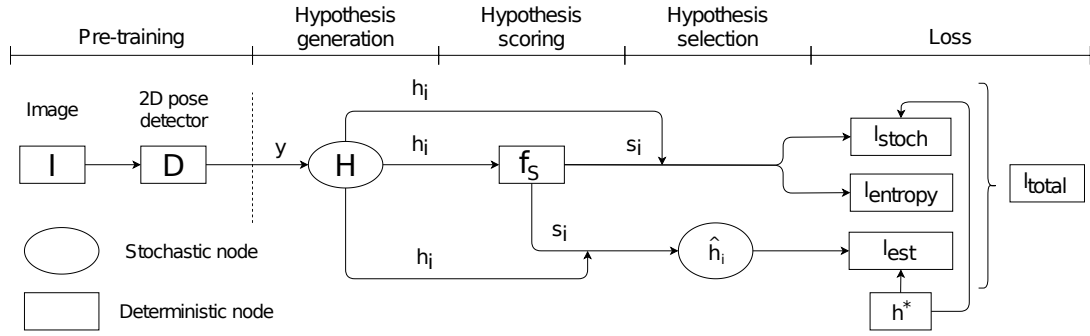 Pre-training
Hypothesis
generation
Hypothesis
scoring
Hypothesis
selection
Loss
Image
2D pose
detector
I
D
y
H
h_i
h_i
h_i
f_S
s_i
s_i
ĥ_i
l_stoch
l_entropy
l_est
h*
l_total
Stochastic node
Deterministic node